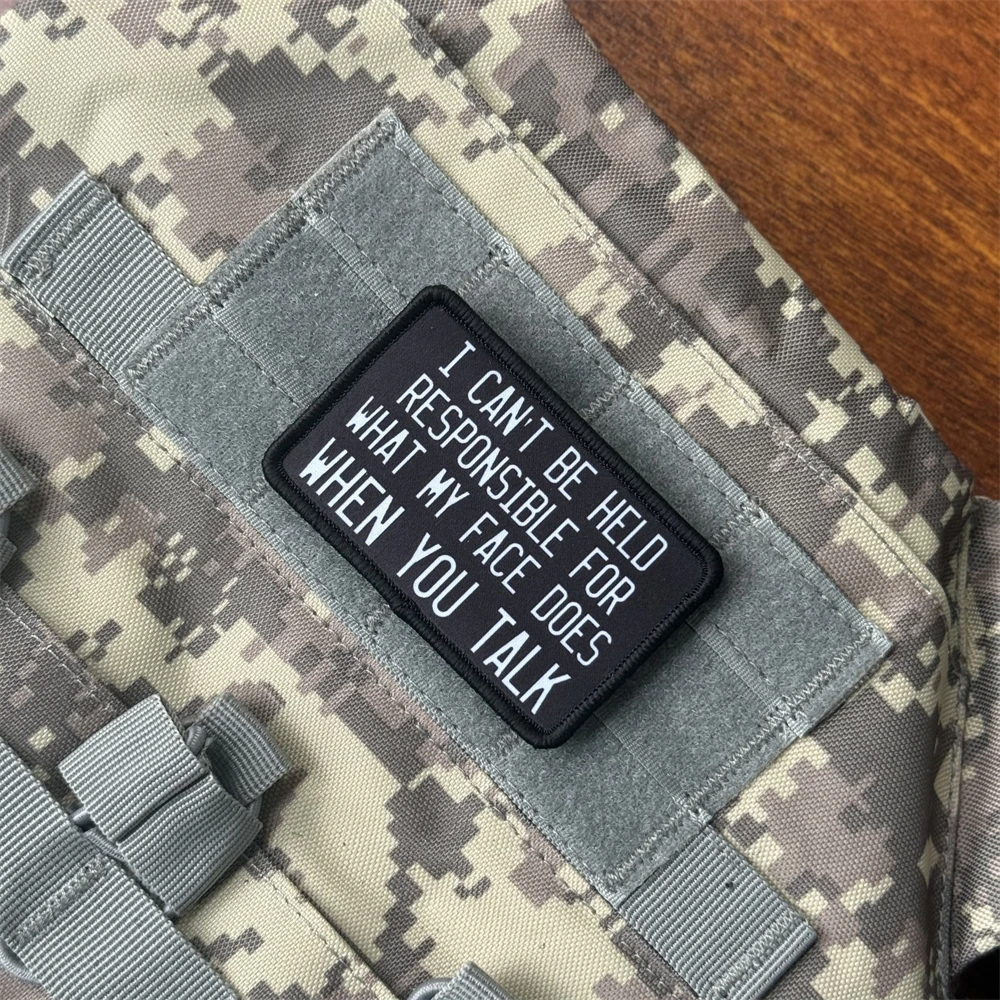 I CAN'T BE HELD
RESPONSIBLE FOR
WHAT MY FACE DOES
WHEN YOU TALK